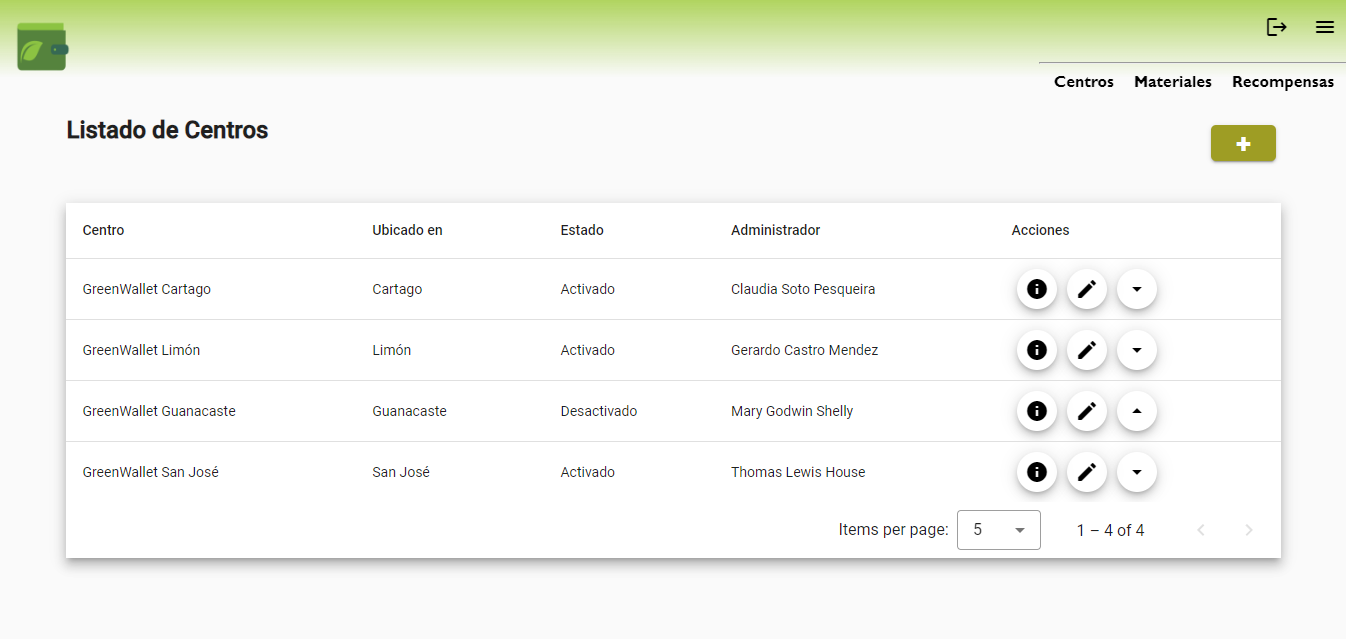 Centros Materiales Recompensas
Listado de Centros
Centro Ubicado en Estado Administrador Acciones
GreenWallet Cartago Cartago Activado Claudia Soto Pesqueira
GreenWallet Limón Limón Activado Gerardo Castro Mendez
GreenWallet Guanacaste Guanacaste Desactivado Mary Godwin Shelly
GreenWallet San José San José Activado Thomas Lewis House
Items per page: 5 1 – 4 of 4